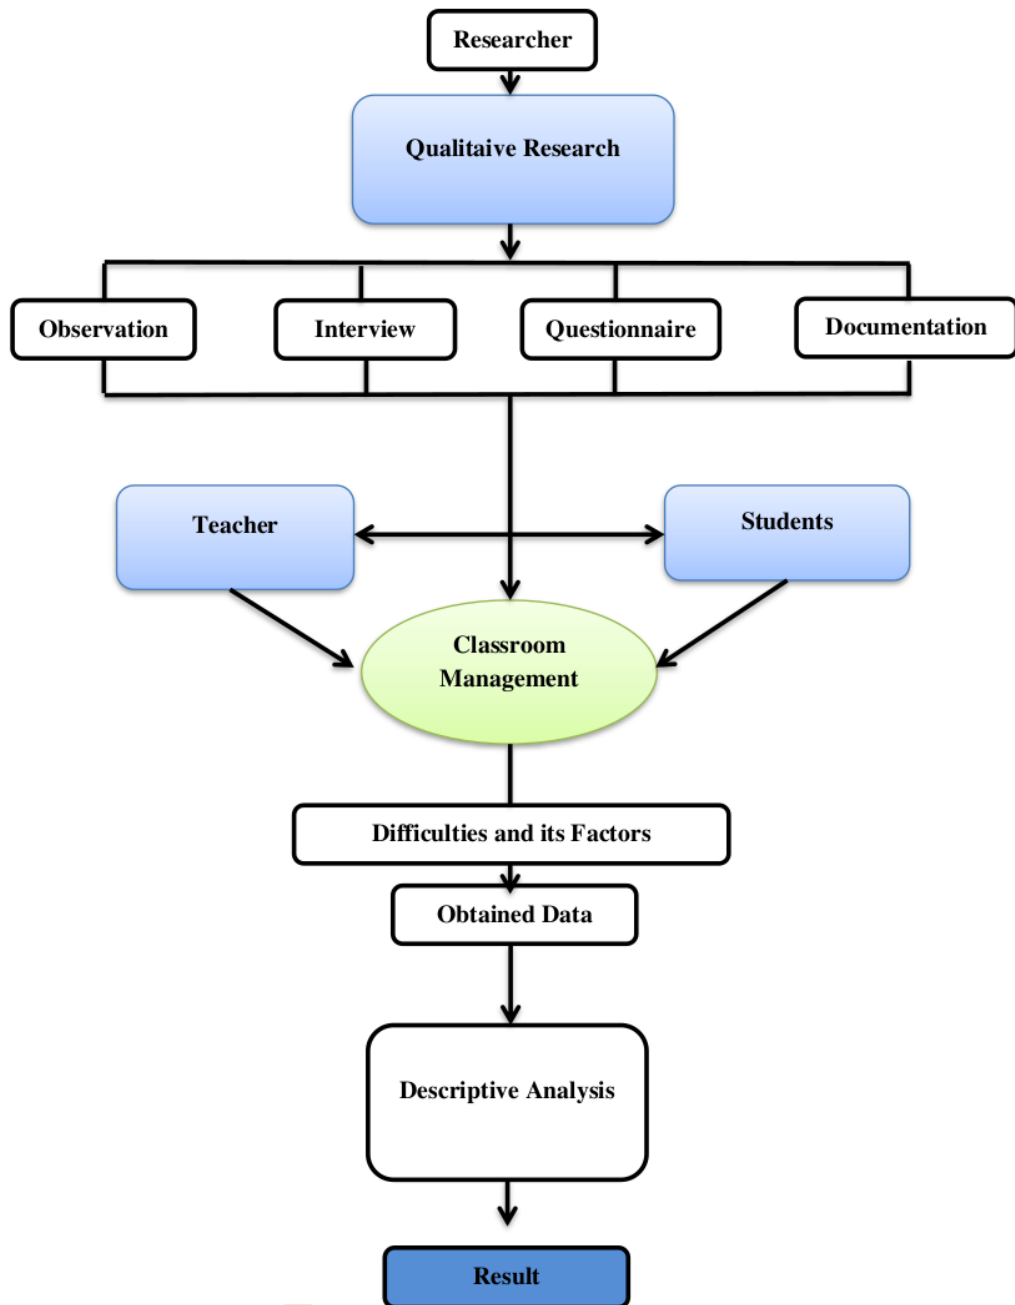 Researcher
Qualitaive Research
Observation
Interview
Questionnaire
Documentation
Teacher
Students
Classroom
Management
Difficulties and its Factors
Obtained Data
Descriptive Analysis
Result